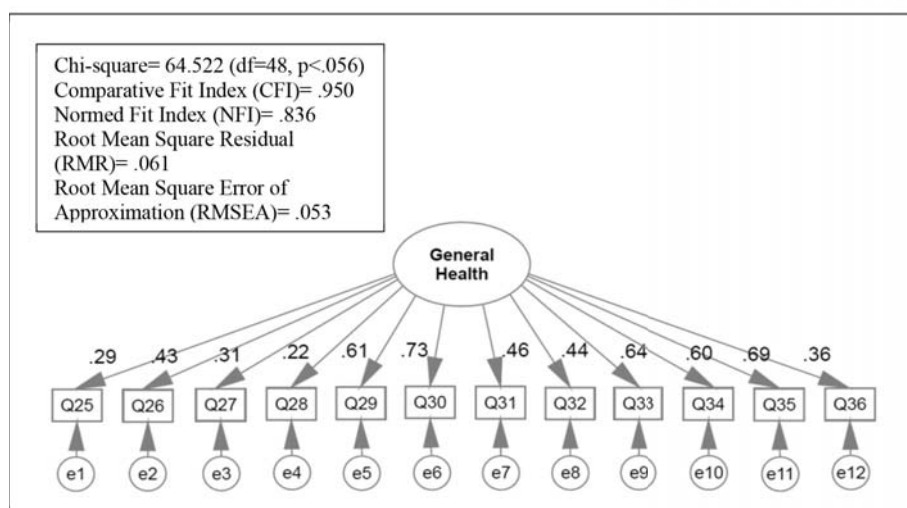 Chi-square= 64.522 (df=48, p<.056)
Comparative Fit Index (CFI)= .950
Normed Fit Index (NFI)= .836
Root Mean Square Residual
(RMR)= .061
Root Mean Square Error of
Approximation (RMSEA)= .053
General
Health
.29 .43 .31 .22 .61 .73 .46 .44 .64 .60 .69 .36
Q25 Q26 Q27 Q28 Q29 Q30 Q31 Q32 Q33 Q34 Q35 Q36
e1 e2 e3 e4 e5 e6 e7 e8 e9 e10 e11 e12